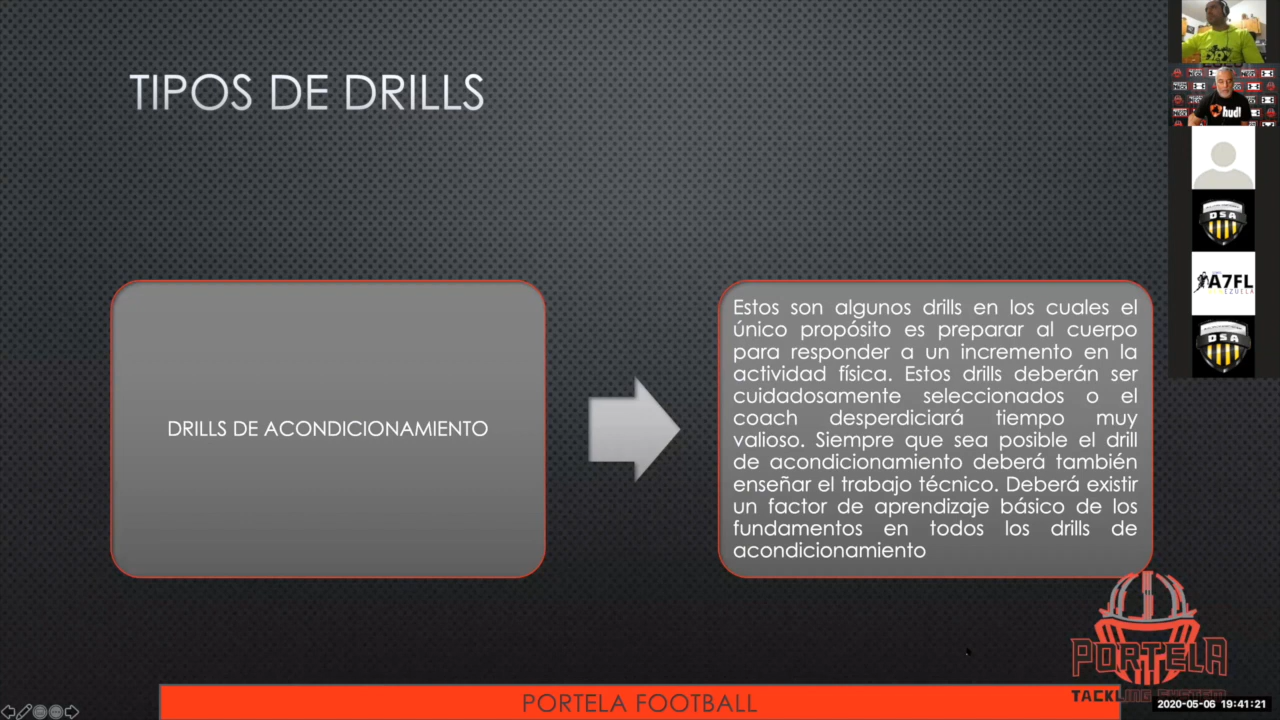 TIPOS DE DRILLS
DRILLS DE ACONDICIONAMIENTO
Estos son algunos drills en los cuales el
único propósito es preparar al cuerpo
para responder a un incremento en la
actividad física. Estos drills deberán ser
cuidadosamente seleccionados o el
coach desperdiciará tiempo muy
valioso. Siempre que sea posible el drill
de acondicionamiento deberá también
enseñar el trabajo técnico. Deberá existir
un factor de aprendizaje básico de los
fundamentos en todos los drills de
acondicionamiento
PORTELA
TACKLING SYSTEM
PORTELA FOOTBALL
2020-05-06 19:41:21
hudl
DSA
A7FL
DSA